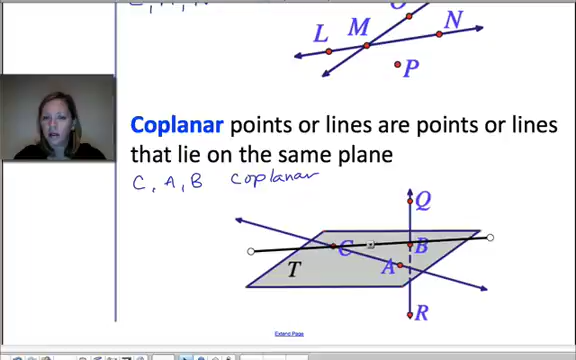 O
L M N
P
Coplanar points or lines are points or lines
that lie on the same plane
C, A, B coplanar
Q
C B
T A
R
Extend Page